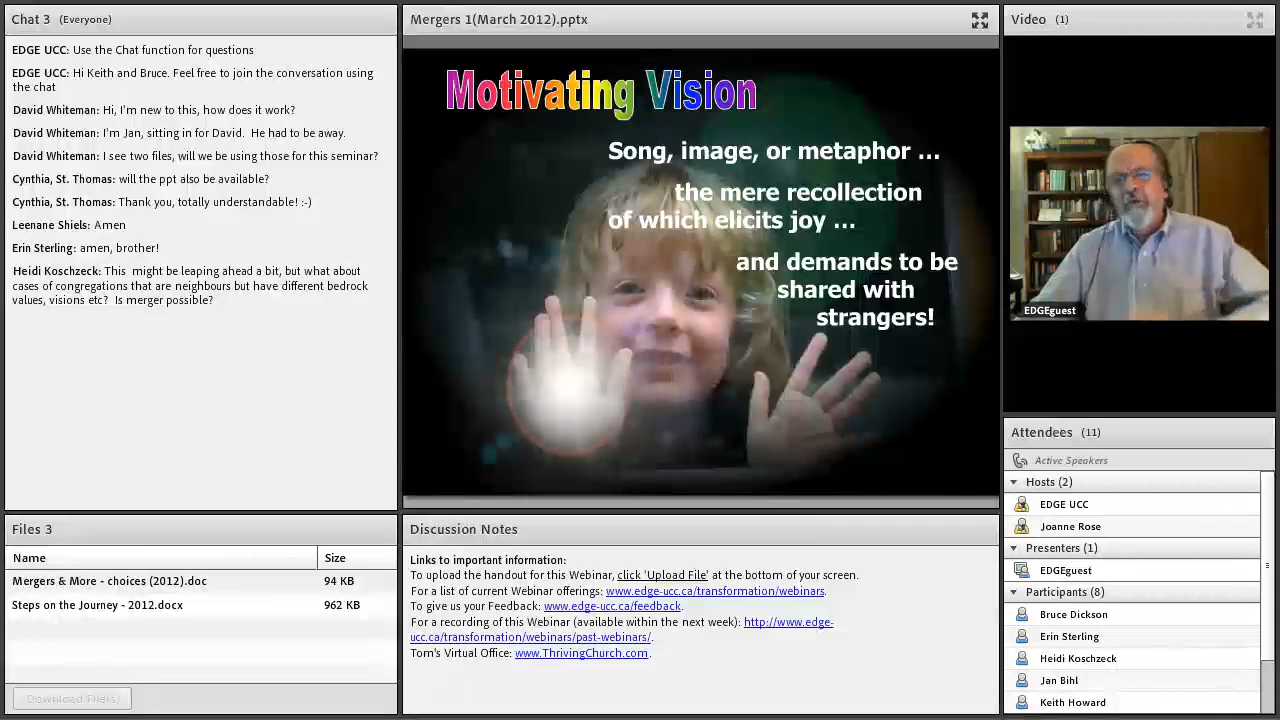 Chat 3 (Everyone)
EDGE UCC: Use the Chat function for questions
EDGE UCC: Hi Keith and Bruce. Feel free to join the conversation using
the chat
David Whiteman: Hi, I'm new to this, how does it work?
David Whiteman: I'm Jan, sitting in for David. He had to be away.
David Whiteman: I see two files, will we be using those for this seminar?
Cynthia, St. Thomas: will the ppt also be available?
Cynthia, St. Thomas: Thank you, totally understandable! :-)
Leenane Shiels: Amen
Erin Sterling: amen, brother!
Heidi Koschzeck: This might be leaping ahead a bit, but what about
cases of congregations that are neighbours but have different bedrock
values, visions etc? Is merger possible?
Mergers 1(March 2012).pptx
Motivating Vision
Song, image, or metaphor ...
the mere recollection
of which elicits joy ...
and demands to be
shared with
strangers!
Video (1)
EDGEguest
Attendees (11)
Active Speakers
Hosts (2)
EDGE UCC
Joanne Rose
Presenters (1)
EDGEguest
Participants (8)
Bruce Dickson
Erin Sterling
Heidi Koschzeck
Jan Bihl
Keith Howard
Files 3
Name Size
Mergers & More - choices (2012).doc 94 KB
Steps on the Journey - 2012.docx 962 KB
Download File(s)
Discussion Notes
Links to important information:
To upload the handout for this Webinar, click 'Upload File' at the bottom of your screen.
For a list of current Webinar offerings: www.edge-ucc.ca/transformation/webinars.
To give us your Feedback: www.edge-ucc.ca/feedback.
For a recording of this Webinar (available within the next week): http://www.edge-
ucc.ca/transformation/webinars/past-webinars/.
Tom's Virtual Office: www.ThrivingChurch.com.